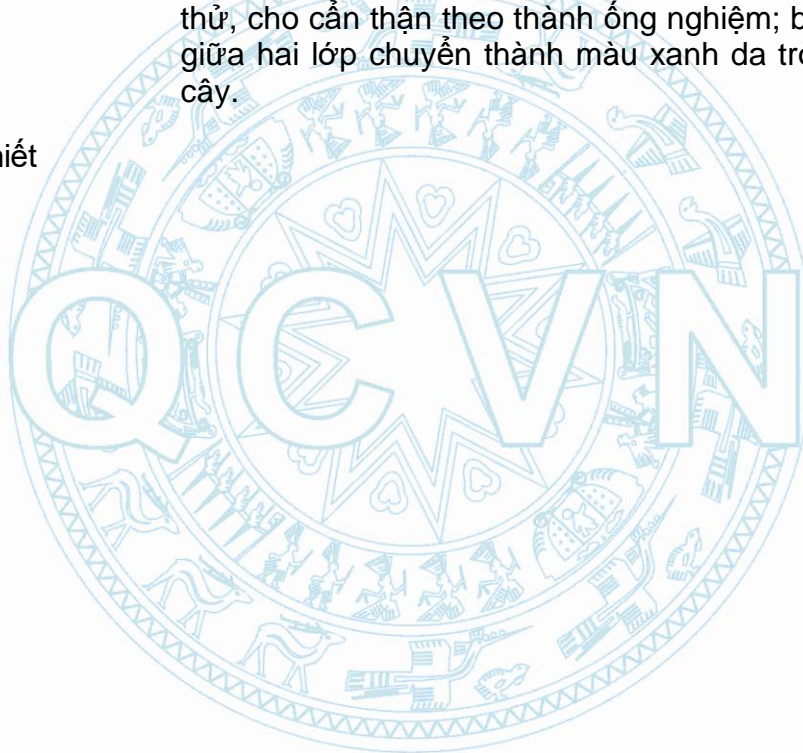 thử, cho cẩn thận theo thành ống nghiệm; b
giữa hai lớp chuyển thành màu xanh da trờ
cây.
hiết
QCVN